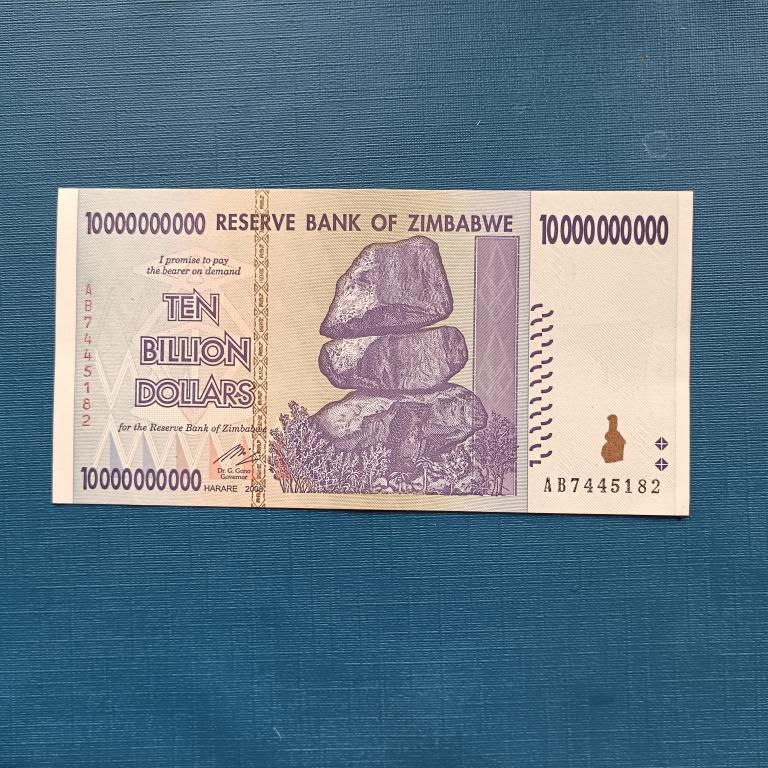 10000000000 RESERVE BANK OF ZIMBABWE 10000000000
I promise to pay
the bearer on demand
AB7445182
TEN
BILLION
DOLLARS
for the Reserve Bank of Zimbabwe
Dr. G. Gono
Governor
10000000000 HARARE 2008
AB7445182